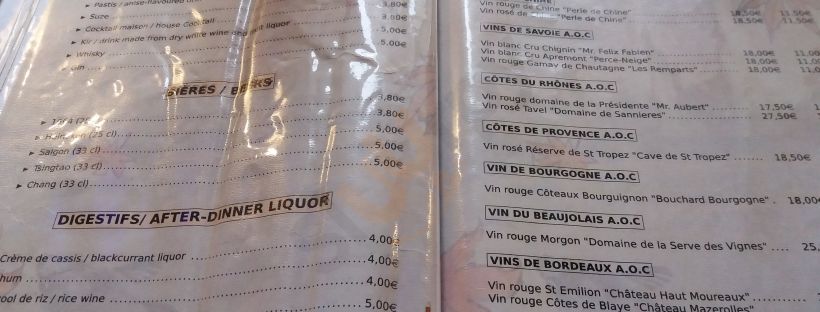 Pastis / anise-flavoured
3,80€
Suze
3,80€
Cocktail maison / House Cocktail
5,00€
Kir / drink made from dry white wine and liquor
5,00€
Whisky
Gin
BIÈRES / BEERS
3,80€
1664 (25
3,80€
(25 cl)
5,00€
Saigon (33 cl)
5,00€
Tsingtao (33 cl)
5,00€
Chang (33 cl)
DIGESTIFS/ AFTER-DINNER LIQUOR
4,00€
Crème de cassis / blackcurrant liquor
4,00€
hum
4,00€
ool de riz / rice wine
5,00€
Vin rouge de Chine "Perle de Chine"
18,50€ 11,50€
Vin rosé de "Perle de Chine"
18,50€ 11,50€
VINS DE SAVOIE A.O.C
Vin blanc Cru Chignin "Mr. Felix Fabien" 18,00€ 11,00
Vin blanc Cru Apremont "Perce-Neige" 18,00€ 11,0
Vin rouge Gamay de Chautagne "Les Remparts" 18,00€ 11,0
CÔTES DU RHÔNES A.O.C
Vin rouge domaine de la Présidente "Mr. Aubert" 17,50€
Vin rosé Tavel "Domaine de Sannieres" 27,50€
CÔTES DE PROVENCE A.O.C
Vin rosé Réserve de St Tropez "Cave de St Tropez" 18,50€
VIN DE BOURGOGNE A.O.C
Vin rouge Côteaux Bourguignon "Bouchard Bourgogne" 18,00
VIN DU BEAUJOLAIS A.O.C
Vin rouge Morgon "Domaine de la Serve des Vignes" 25,
VINS DE BORDEAUX A.O.C
Vin rouge St Emilion "Château Haut Moureaux"
Vin rouge Côtes de Blaye "Château Mazerolles"